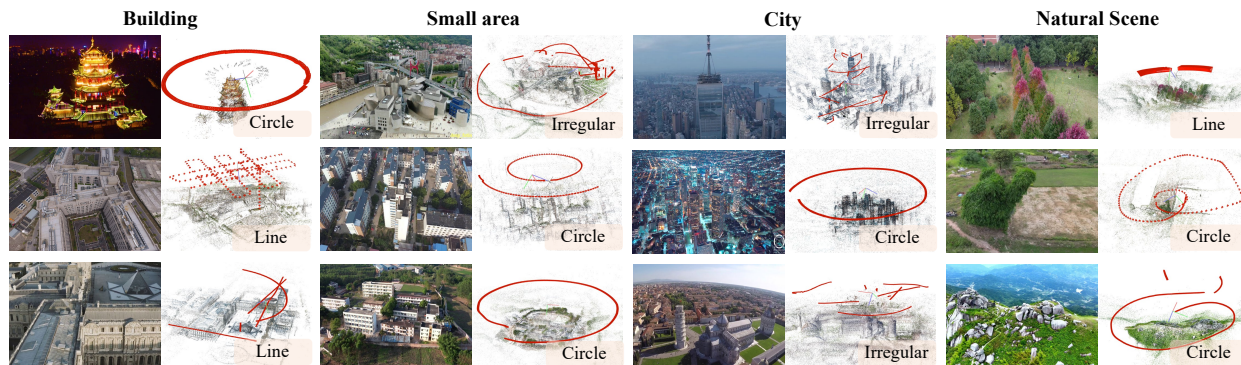 Building Small area City Natural Scene
Circle Irregular Irregular Line
Line Circle Circle Circle
Line Circle Irregular Circle